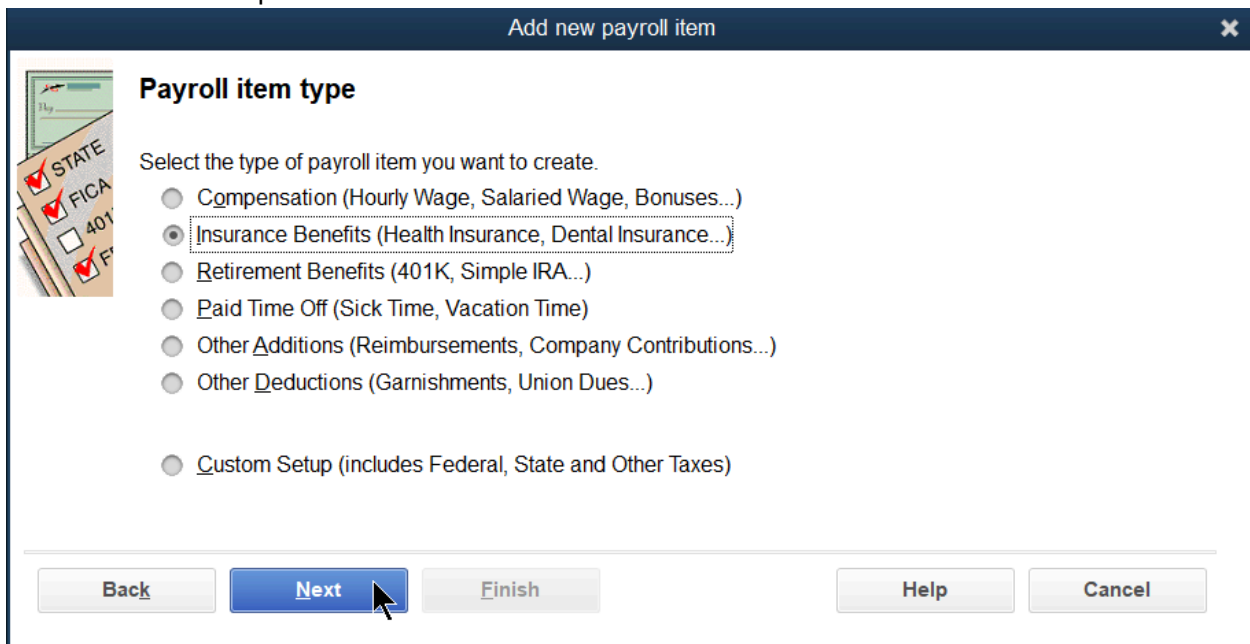 Add new payroll item
Payroll item type
Select the type of payroll item you want to create.
Compensation (Hourly Wage, Salaried Wage, Bonuses...)
Insurance Benefits (Health Insurance, Dental Insurance...)
Retirement Benefits (401K, Simple IRA...)
Paid Time Off (Sick Time, Vacation Time)
Other Additions (Reimbursements, Company Contributions...)
Other Deductions (Garnishments, Union Dues...)
Custom Setup (includes Federal, State and Other Taxes)
STATE
FICA
401
Back Next Finish Help Cancel